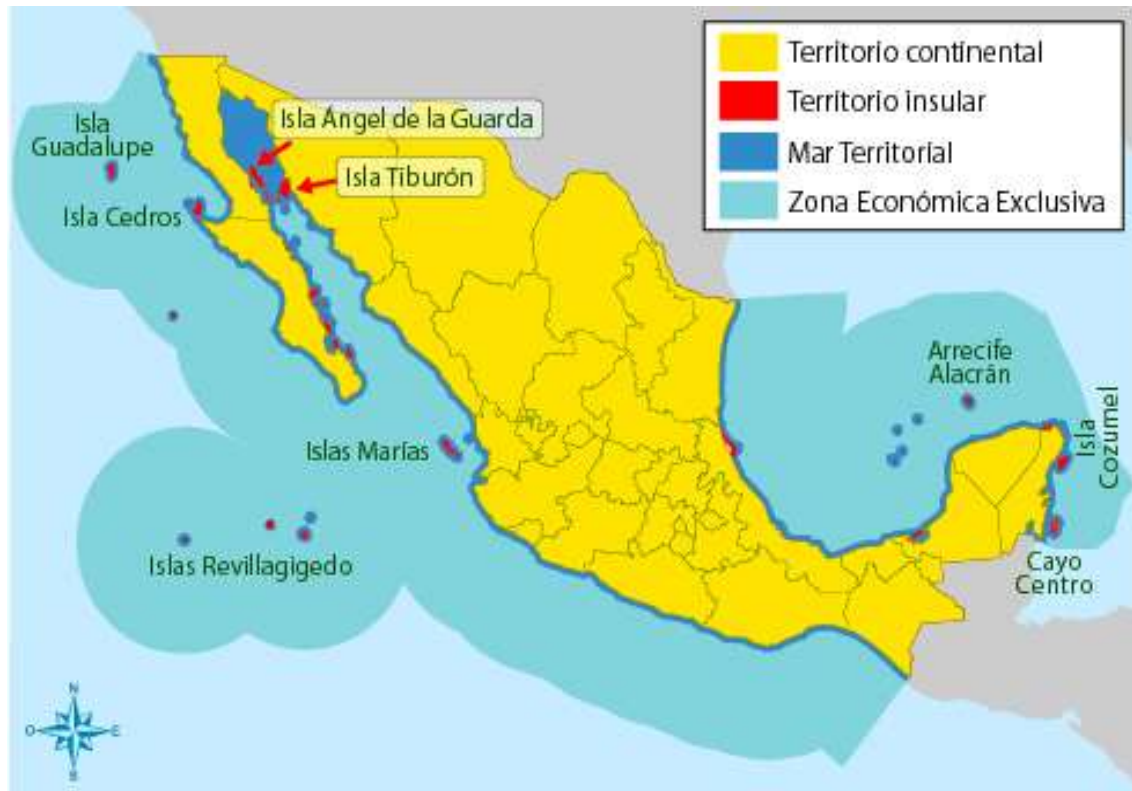 Territorio continental
Territorio insular
Mar Territorial
Zona Económica Exclusiva
Isla Ángel de la Guarda
Isla Tiburón
Isla
Guadalupe
Isla Cedros
Arrecife
Alacrán
Isla
Cozumel
Islas Marías
Islas Revillagigedo
Cayo
Centro
N
O
E
S